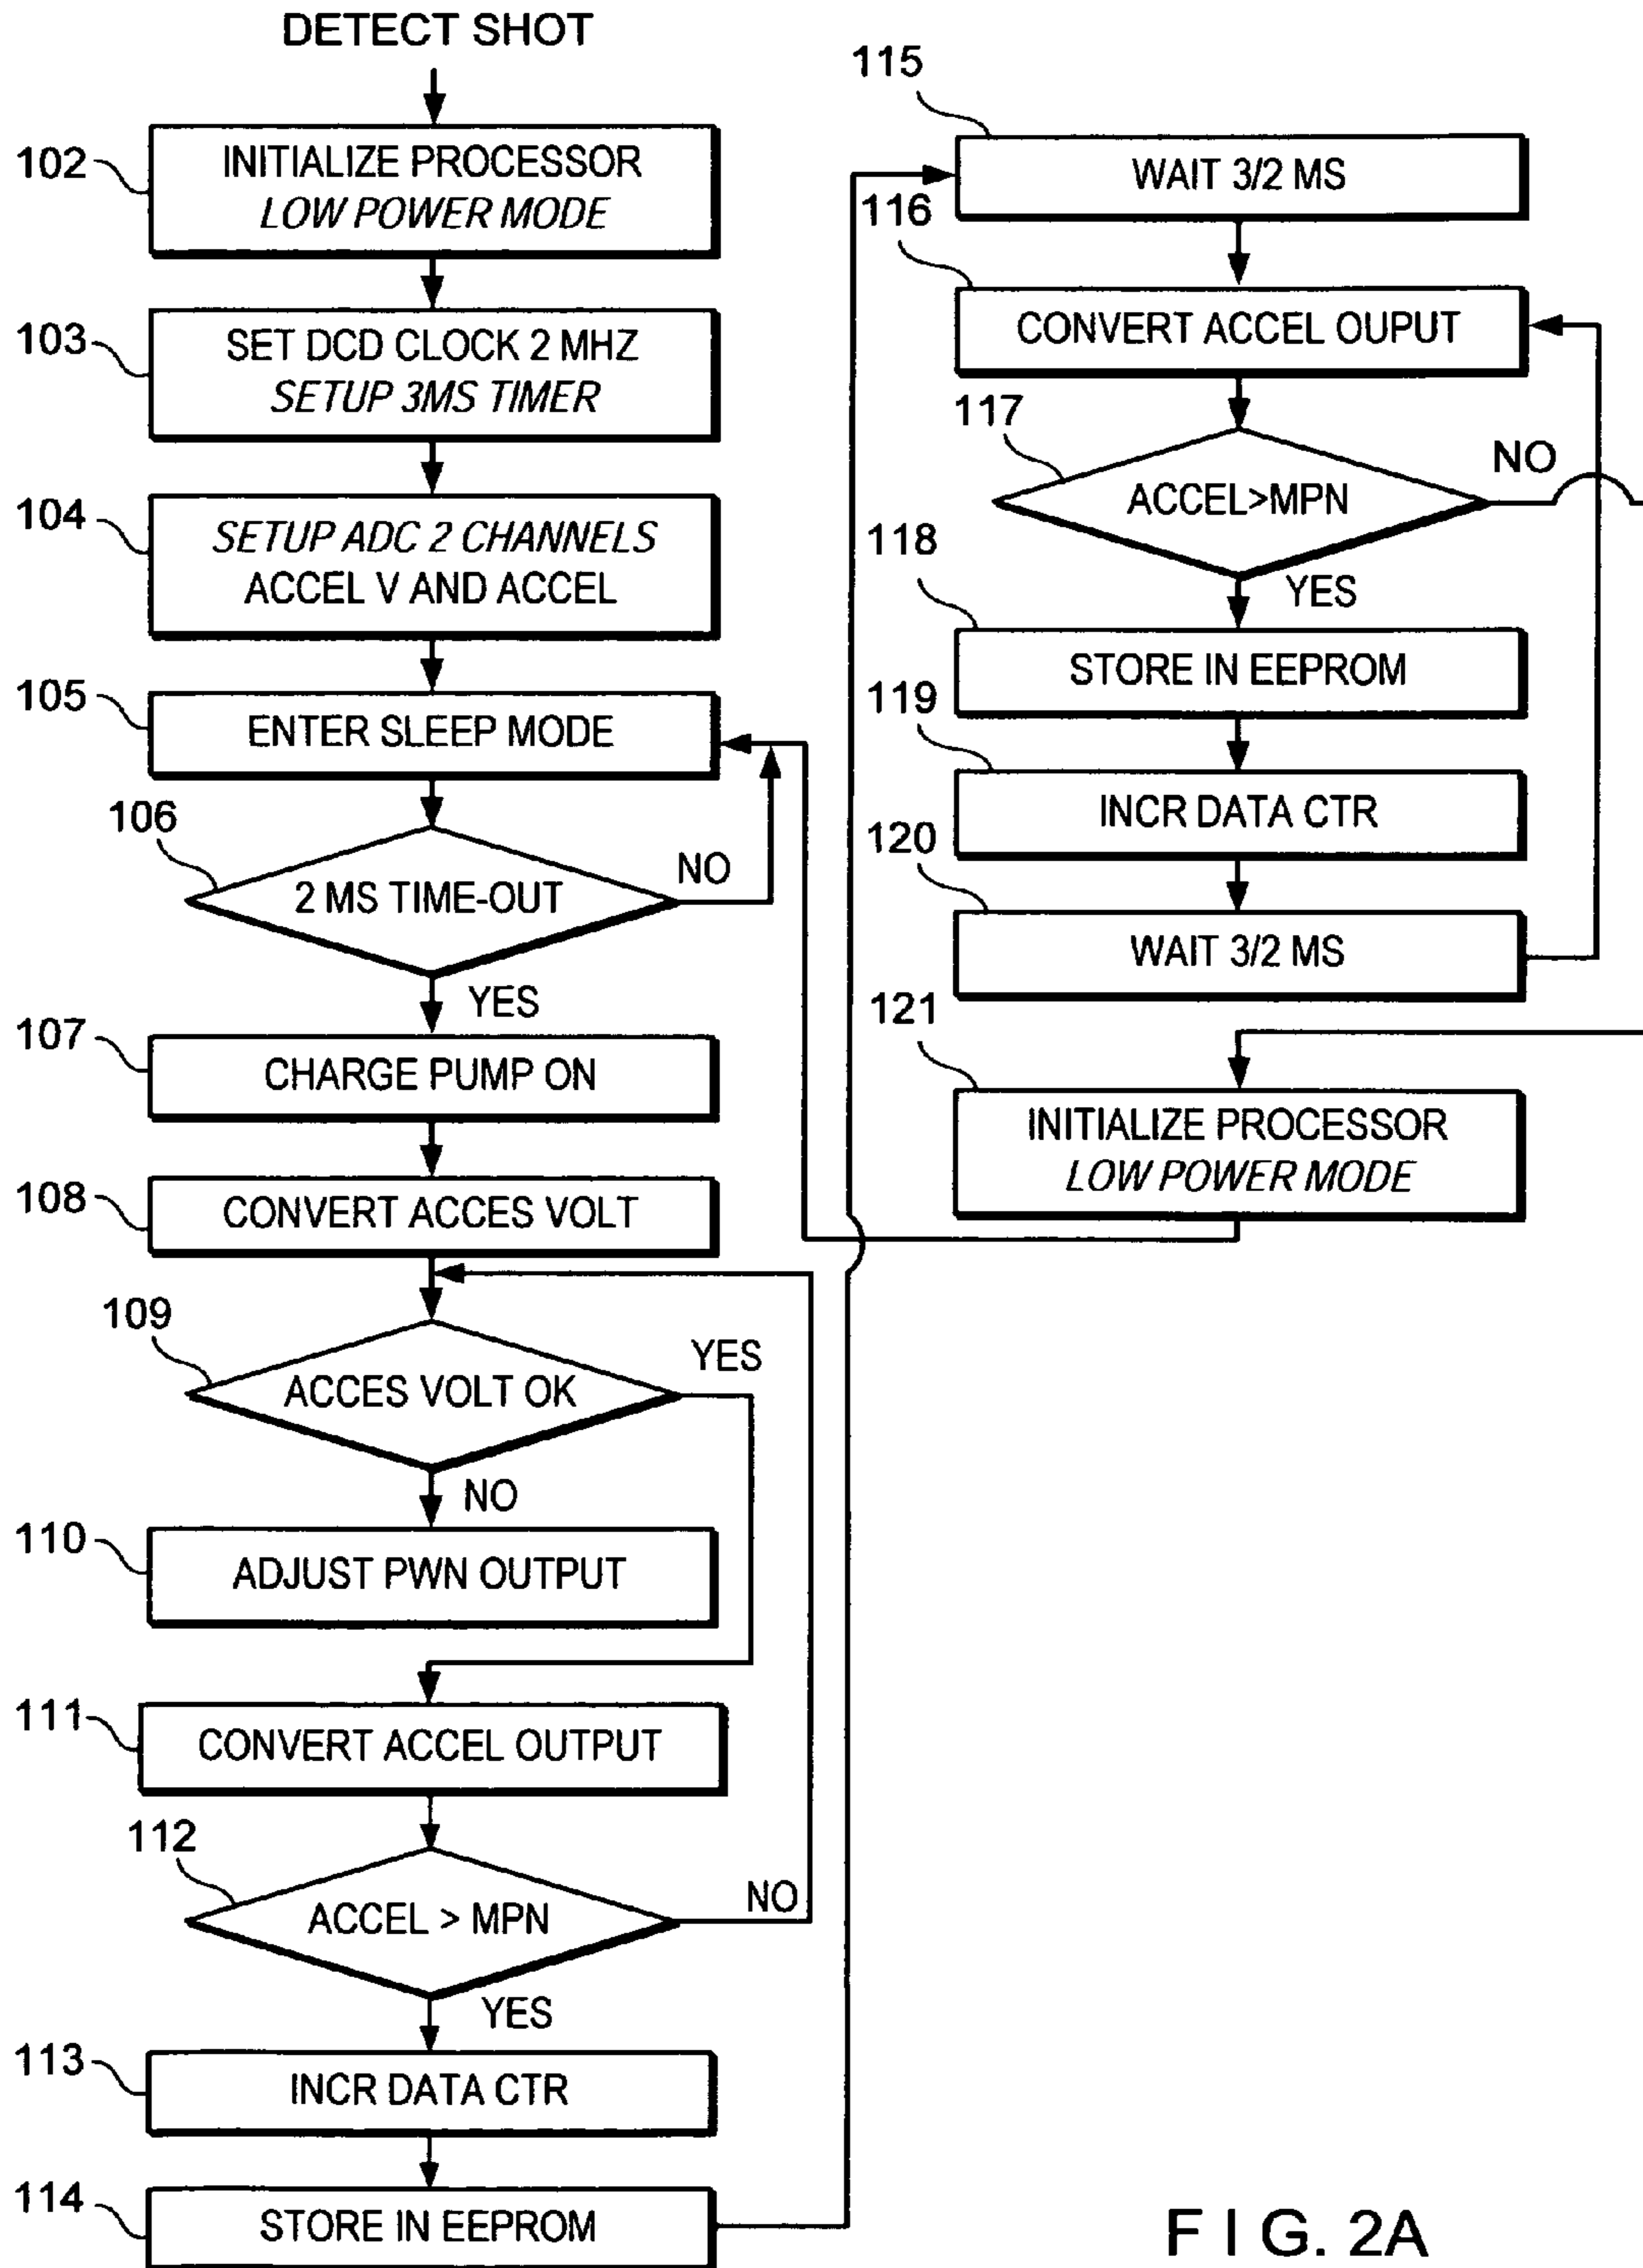 DETECT SHOT
102
INITIALIZE PROCESSOR
LOW POWER MODE
103
SET DCD CLOCK 2 MHZ
SETUP 3MS TIMER
104
SETUP ADC 2 CHANNELS
ACCEL V AND ACCEL
105
ENTER SLEEP MODE
106
2 MS TIME-OUT
NO
YES
107
CHARGE PUMP ON
108
CONVERT ACCES VOLT
109
ACCES VOLT OK
YES
NO
110
ADJUST PWN OUTPUT
111
CONVERT ACCEL OUTPUT
112
ACCEL > MPN
NO
YES
113
INCR DATA CTR
114
STORE IN EEPROM
115
WAIT 3/2 MS
116
CONVERT ACCEL OUPUT
117
ACCEL>MPN
NO
YES
118
STORE IN EEPROM
119
INCR DATA CTR
120
WAIT 3/2 MS
121
INITIALIZE PROCESSOR
LOW POWER MODE
FIG. 2A